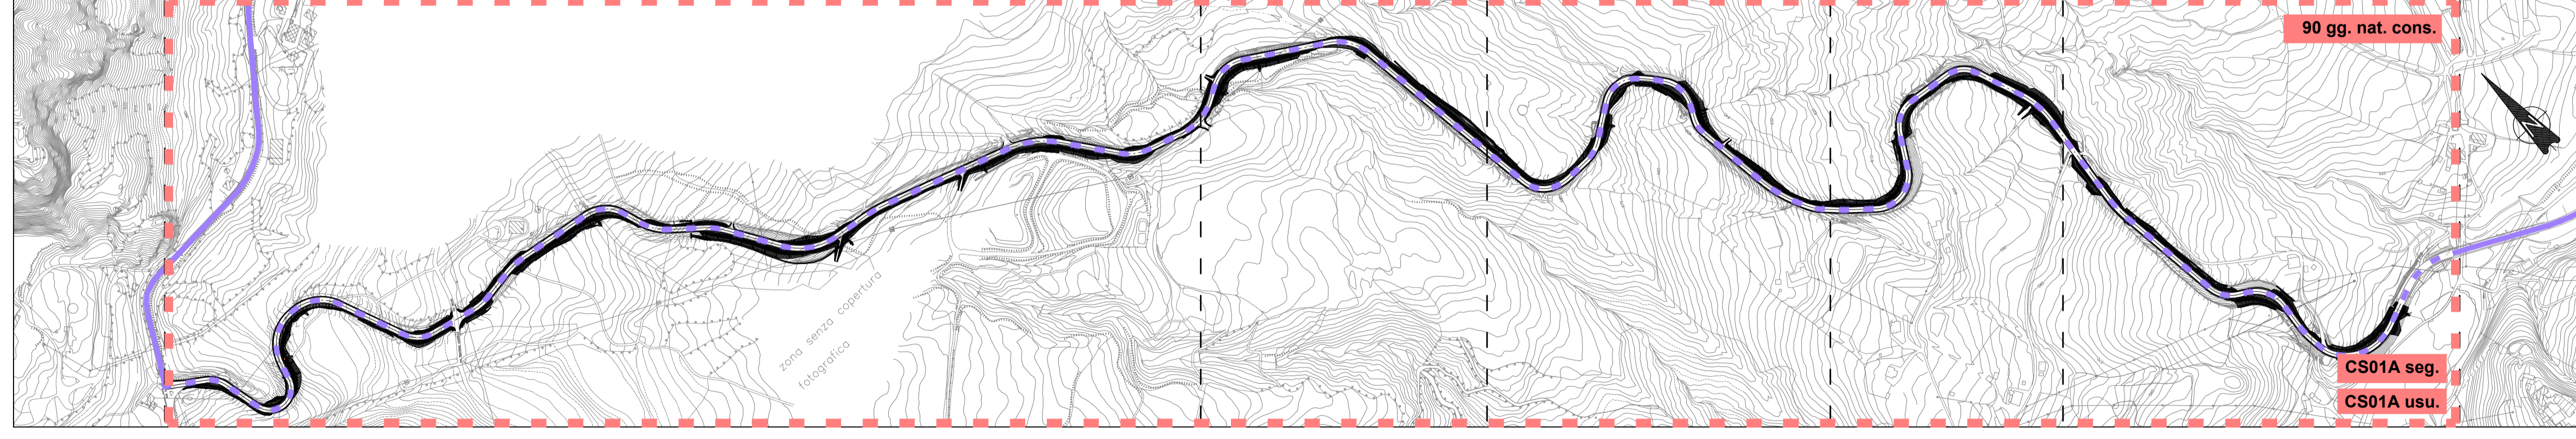 90 gg. nat. cons.
zona senza copertura
fotografica
CS01A seg.
CS01A usu.